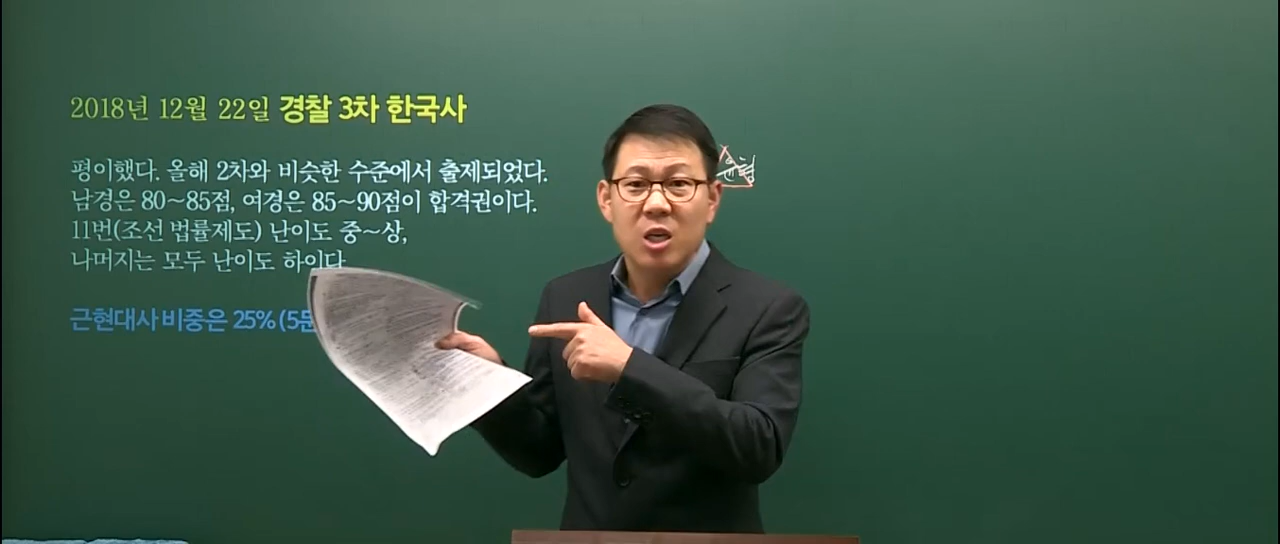 2018년 12월 22일 경찰 3차 한국사
평이했다. 올해 2차와 비슷한 수준에서 출제되었다.
남경은 80~85점, 여경은 85~90점이 합격권이다.
11번(조선 법률제도) 난이도 중~상,
나머지는 모두 난이도 하이다
근현대사 비중은 25% (5문